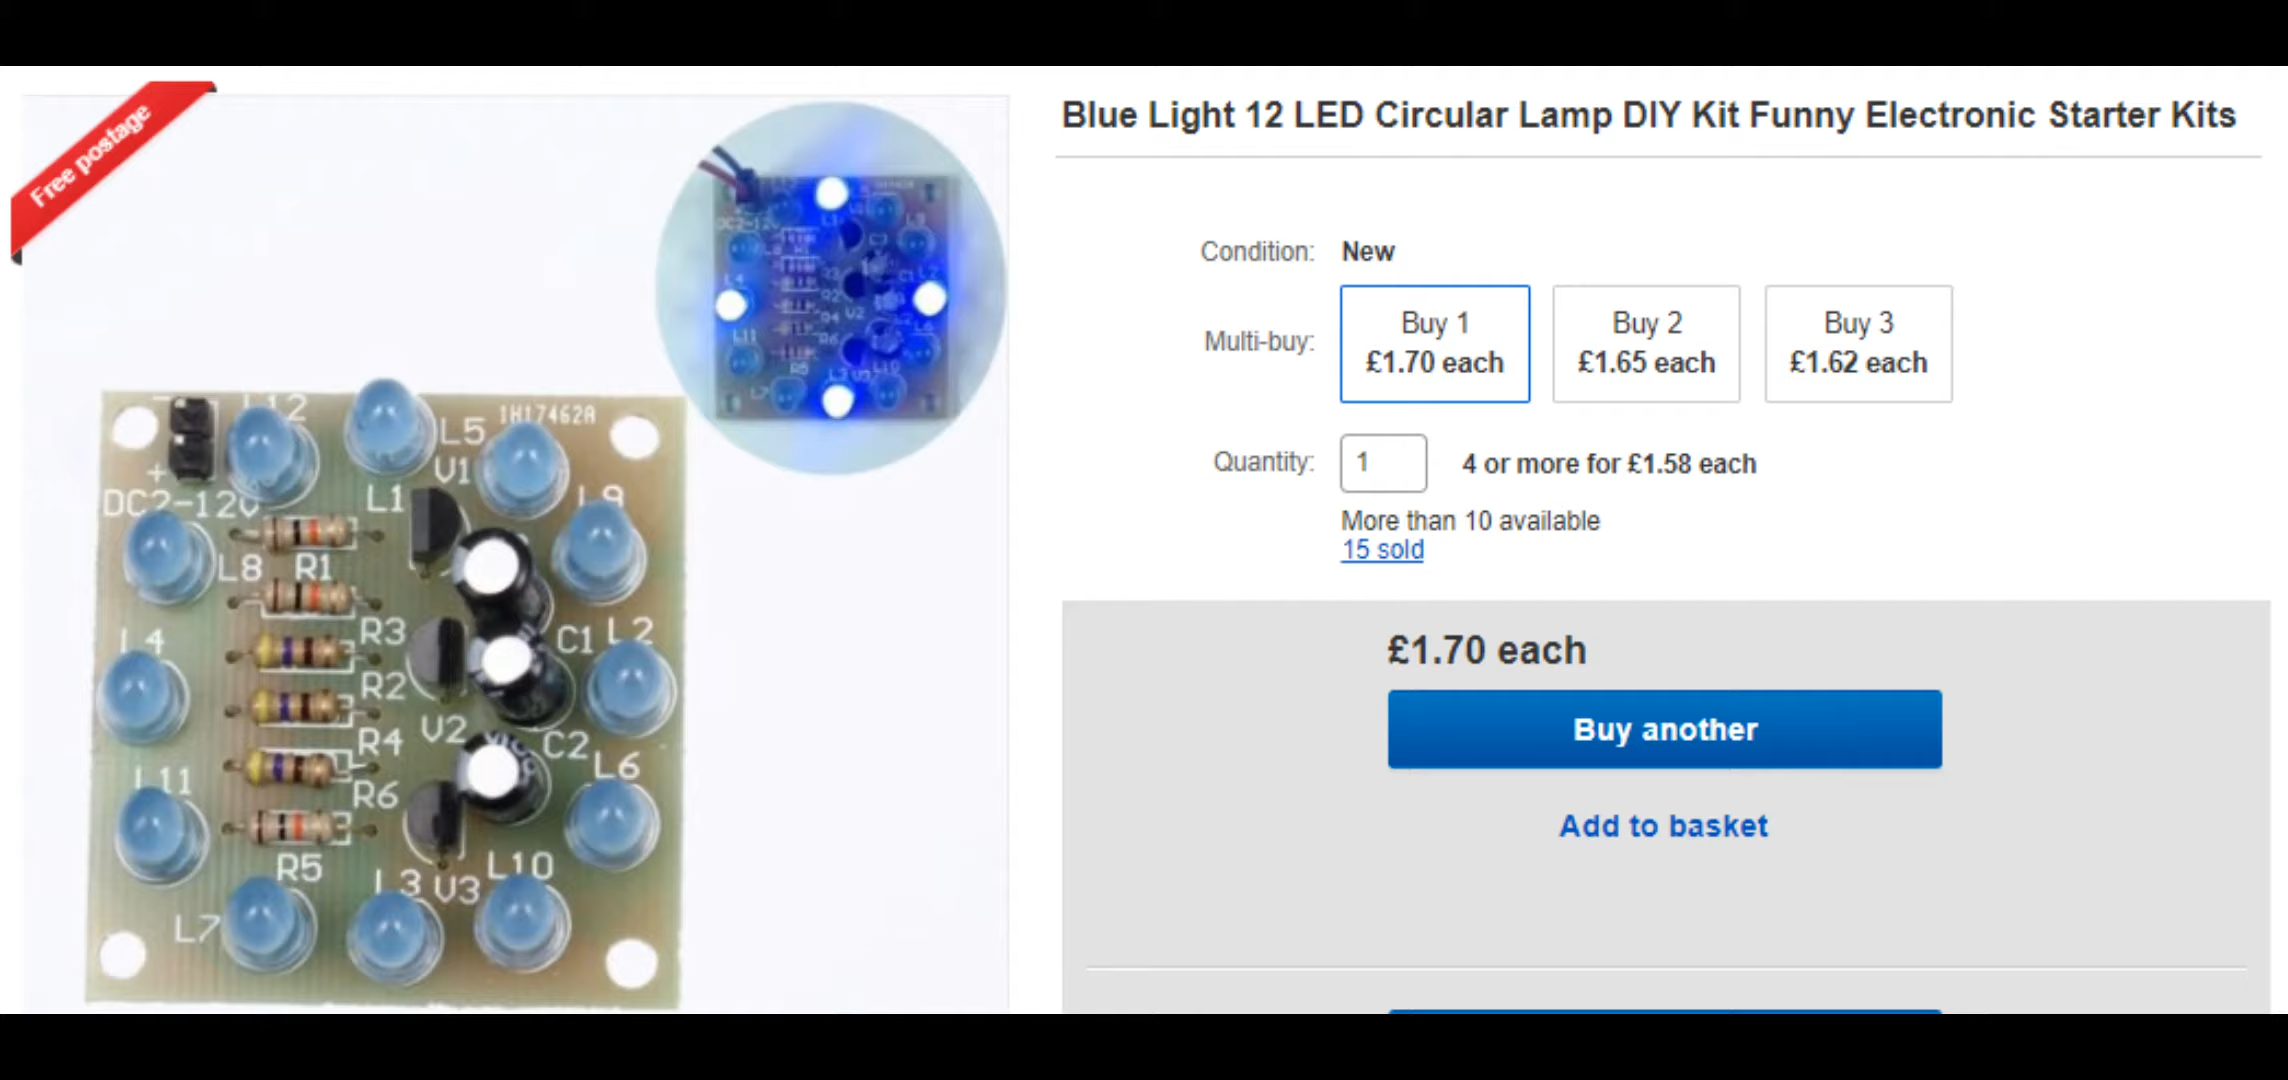 Free postage
Blue Light 12 LED Circular Lamp DIY Kit Funny Electronic Starter Kits
Condition: New
Multi-buy:
Buy 1
£1.70 each
Buy 2
£1.65 each
Buy 3
£1.62 each
Quantity: 1 4 or more for £1.58 each
More than 10 available
15 sold
£1.70 each
Buy another
Add to basket
L12
1H17462A
L5
V1
+
DC2-12V
L1
L9
L8
R1
R3
L4
C1
L2
R2
V2
R4
C2
L6
L11
R6
R5
L10
L3
V3
L7